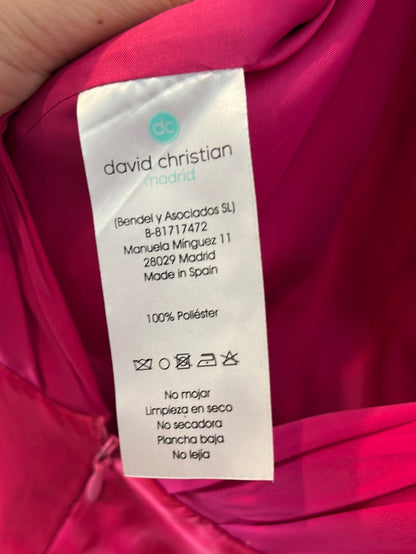 dc
david christian
madrid
(Bendel y Asociados SL)
B-81717472
Manuela Minguez 11
28029 Madrid
Made in Spain
100% Poliéster
No mojar
Limpieza en seco
No secadora
Plancha baja
No lejía